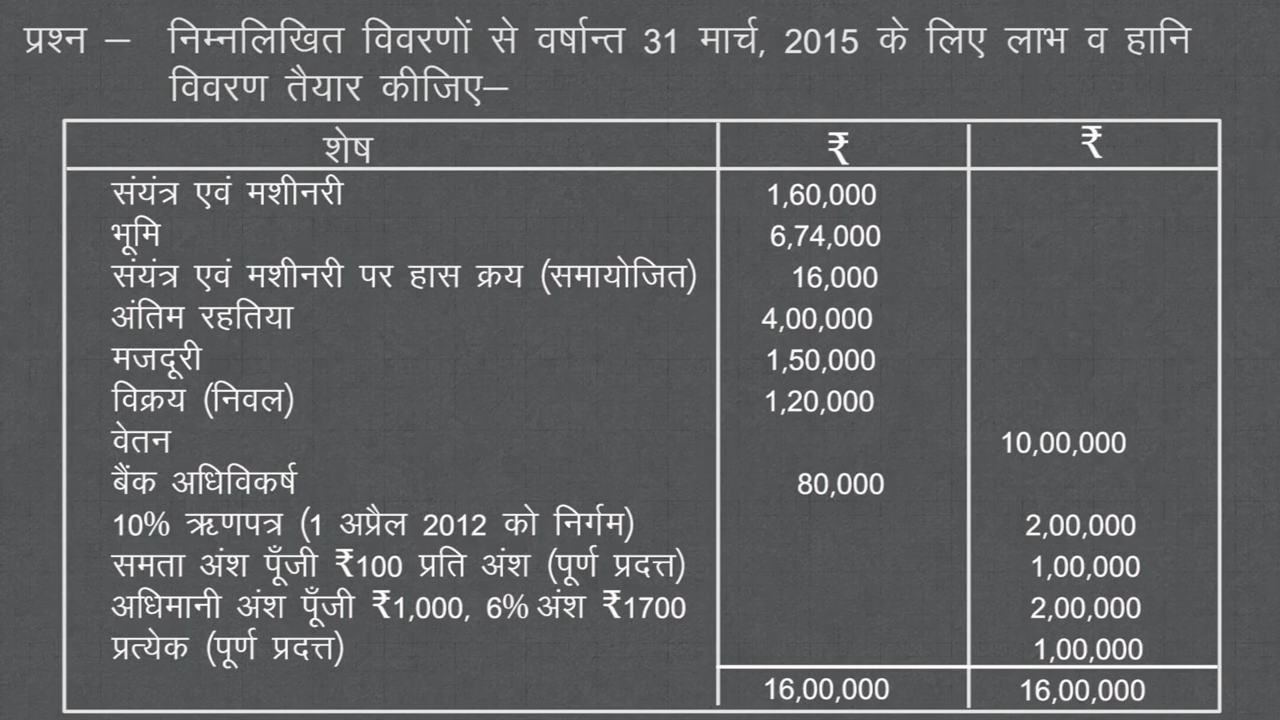 प्रश्न – निम्नलिखित विवरणों से वर्षान्त 31 मार्च, 2015 के लिए लाभ व हानि
विवरण तैयार कीजिए–
शेष ₹ ₹
संयंत्र एवं मशीनरी 1,60,000
भूमि 6,74,000
संयंत्र एवं मशीनरी पर हास क्रय (समायोजित) 16,000
अंतिम रहतिया 4,00,000
मजदूरी 1,50,000
विक्रय (निवल) 1,20,000
वेतन 10,00,000
बैंक अधिविकर्ष 80,000
10% ऋणपत्र (1 अप्रैल 2012 को निर्गम) 2,00,000
समता अंश पूँजी ₹100 प्रति अंश (पूर्ण प्रदत्त) 1,00,000
अधिमानी अंश पूँजी ₹1,000, 6% अंश ₹1700 2,00,000
प्रत्येक (पूर्ण प्रदत्त) 1,00,000
16,00,000 16,00,000